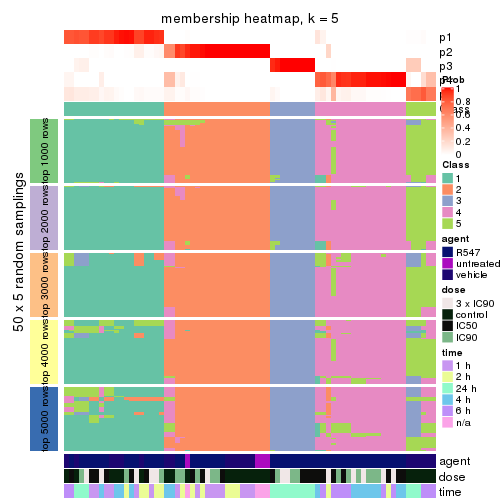 membership heatmap, k = 5
p1
p2
p3
Prob
1
0.8
0.6
0.4
0.2
0
Class
1
2
3
4
5
agent
R547
untreated
vehicle
dose
3 x IC90
control
IC50
IC90
time
1 h
2 h
24 h
4 h
6 h
n/a
50 x 5 random samplings
top 1000 rows
top 2000 rows
top 3000 rows
top 4000 rows
top 5000 rows
agent
dose
time